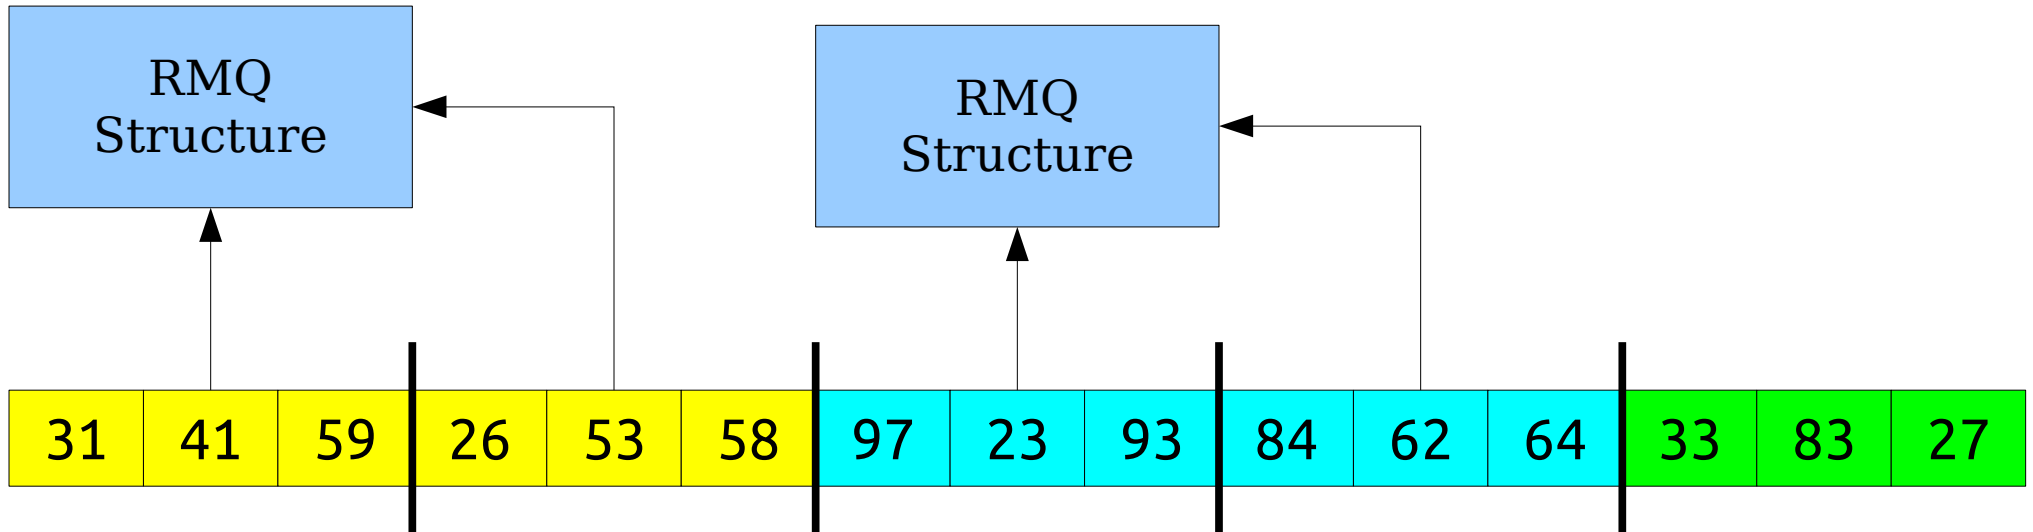 RMQ
Structure
RMQ
Structure
31 41 59 26 53 58 97 23 93 84 62 64 33 83 27